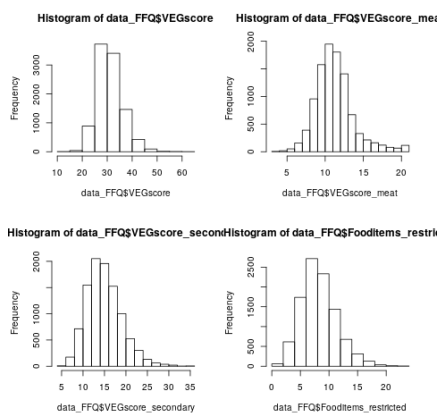 Histogram of data_FFQ$VEGscore
Frequency
0 1000 2000 3000
10 20 30 40 50 60
data_FFQ$VEGscore
Histogram of data_FFQ$VEGscore_meat
Frequency
0 500 1000 2000
5 10 15 20
data_FFQ$VEGscore_meat
Histogram of data_FFQ$VEGscore_second
Frequency
0 500 1000 2000
5 10 15 20 25 30 35
data_FFQ$VEGscore_secondary
Histogram of data_FFQ$Fooditems_restric
Frequency
0 500 1500 2500
0 5 10 15 20
data_FFQ$Fooditems_restricted